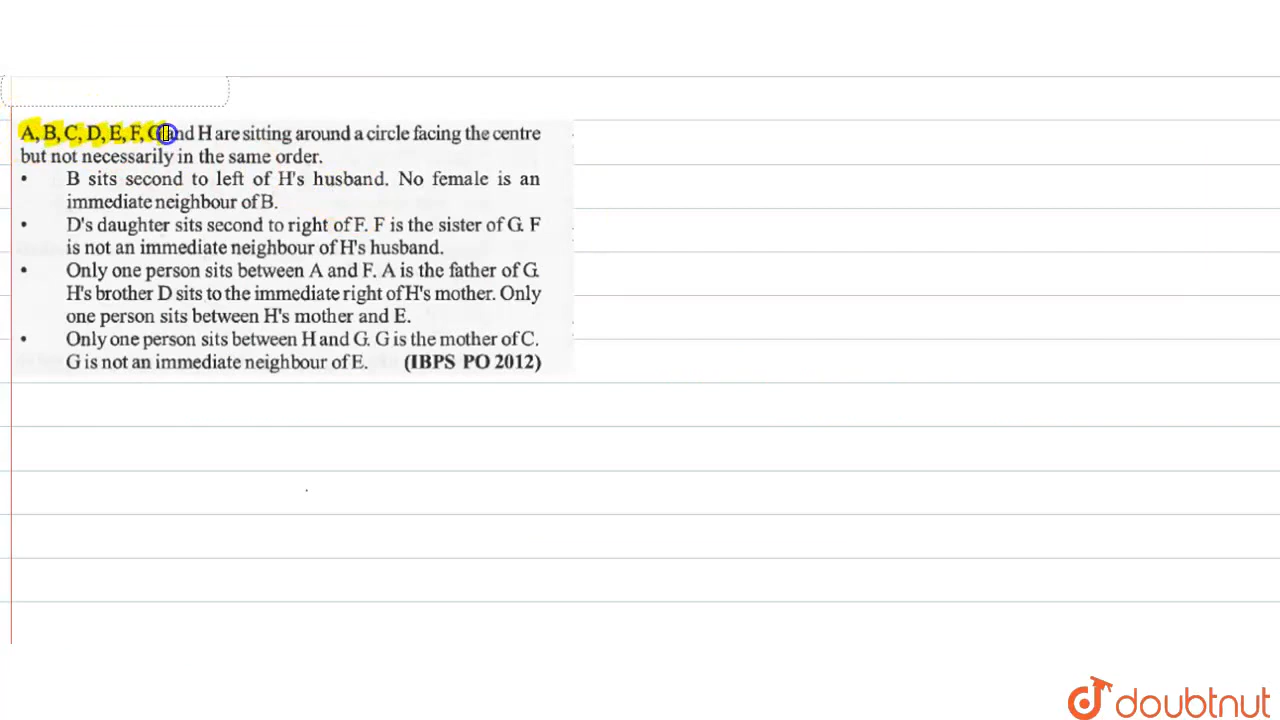 A, B, C, D, E, F, G and H are sitting around a circle facing the centre
but not necessarily in the same order.
• B sits second to left of H's husband. No female is an
immediate neighbour of B.
• D's daughter sits second to right of F. F is the sister of G. F
is not an immediate neighbour of H's husband.
• Only one person sits between A and F. A is the father of G.
H's brother D sits to the immediate right of H's mother. Only
one person sits between H's mother and E.
• Only one person sits between H and G. G is the mother of C.
G is not an immediate neighbour of E. (IBPS PO 2012)
doubtnut